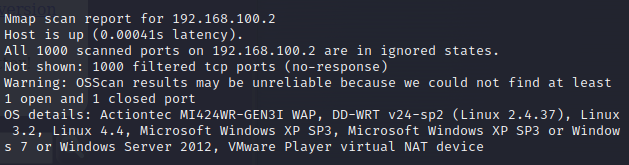 Nmap scan report for 192.168.100.2
Host is up (0.00041s latency).
All 1000 scanned ports on 192.168.100.2 are in ignored states.
Not shown: 1000 filtered tcp ports (no-response)
Warning: OSScan results may be unreliable because we could not find at least
1 open and 1 closed port
OS details: Actiontec MI424WR-GEN3I WAP, DD-WRT v24-sp2 (Linux 2.4.37), Linux
3.2, Linux 4.4, Microsoft Windows XP SP3, Microsoft Windows XP SP3 or Window
s 7 or Windows Server 2012, VMware Player virtual NAT device